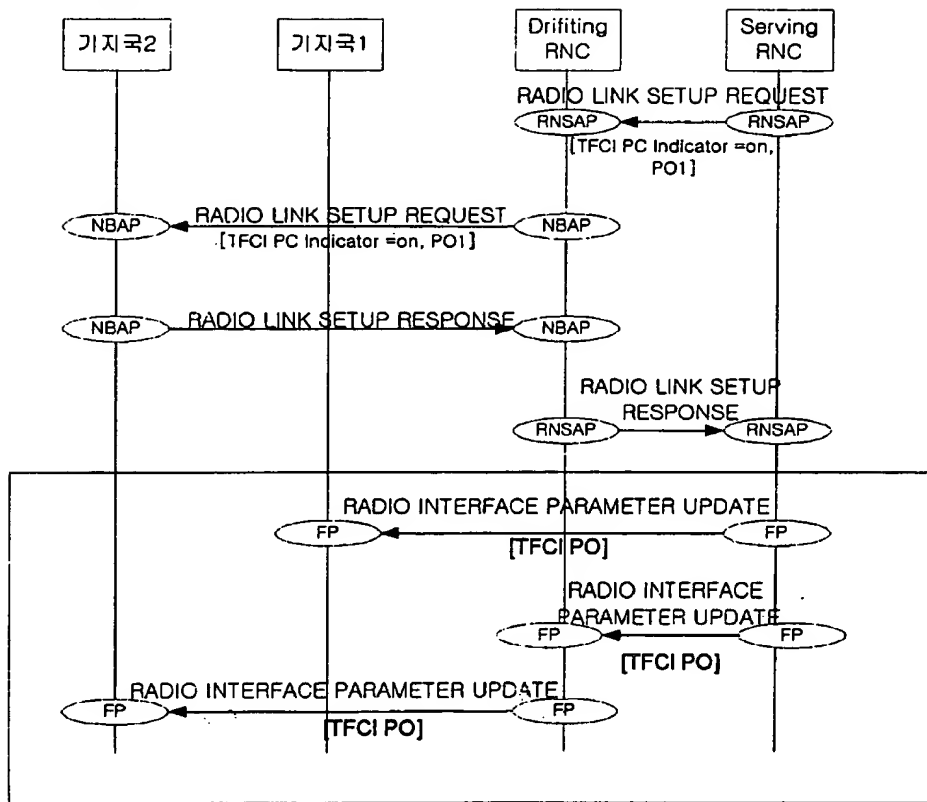 기지국2
기지국1
Drifiting
RNC
Serving
RNC
RADIO LINK SETUP REQUEST
RNSAP
RNSAP
[TFCI PC Indicator =on,
PO1]
RADIO LINK SETUP REQUEST
NBAP
NBAP
[TFCI PC Indicator =on, PO1]
NBAP
RADIO LINK SETUP RESPONSE
NBAP
RADIO LINK SETUP
RESPONSE
RNSAP
RNSAP
RADIO INTERFACE PARAMETER UPDATE
FP
FP
[TFCI PO]
RADIO INTERFACE
PARAMETER UPDATE
FP
FP
[TFCI PO]
RADIO INTERFACE PARAMETER UPDATE
FP
FP
[TFCI PO]